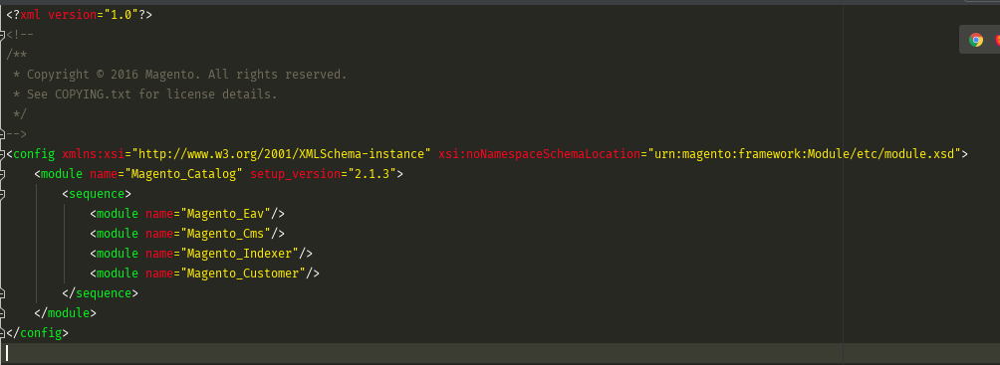 <?xml version="1.0"?>
<!--
/**
 * Copyright © 2016 Magento. All rights reserved.
 * See COPYING.txt for license details.
 */
-->
<config xmlns:xsi="http://www.w3.org/2001/XMLSchema-instance" xsi:noNamespaceSchemaLocation="urn:magento:framework:Module/etc/module.xsd">
    <module name="Magento_Catalog" setup_version="2.1.3">
        <sequence>
            <module name="Magento_Eav"/>
            <module name="Magento_Cms"/>
            <module name="Magento_Indexer"/>
            <module name="Magento_Customer"/>
        </sequence>
    </module>
</config>